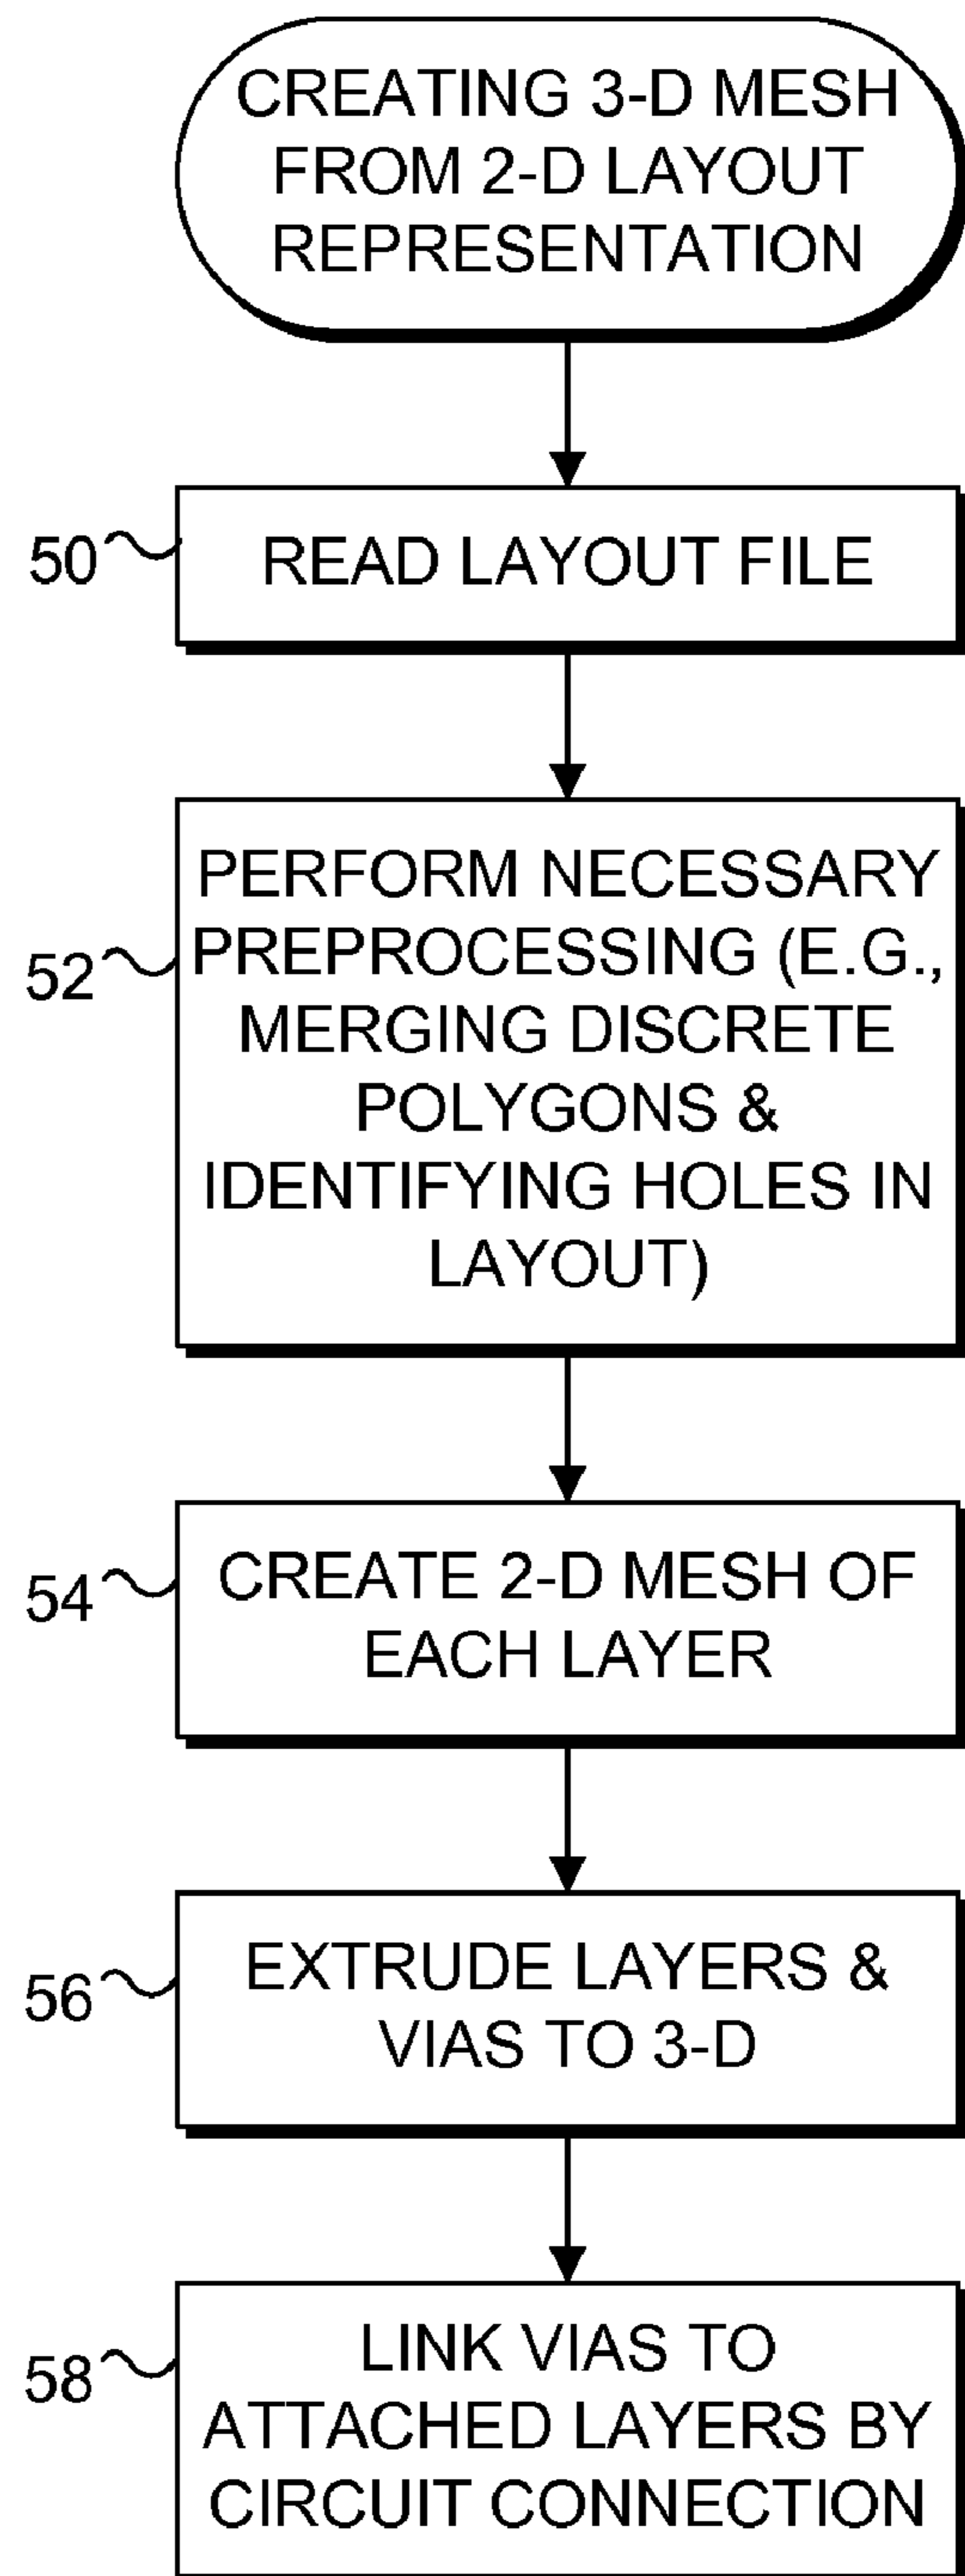 CREATING 3-D MESH
FROM 2-D LAYOUT
REPRESENTATION
50
READ LAYOUT FILE
52
PERFORM NECESSARY
PREPROCESSING (E.G.,
MERGING DISCRETE
POLYGONS &
IDENTIFYING HOLES IN
LAYOUT)
54
CREATE 2-D MESH OF
EACH LAYER
56
EXTRUDE LAYERS &
VIAS TO 3-D
58
LINK VIAS TO
ATTACHED LAYERS BY
CIRCUIT CONNECTION